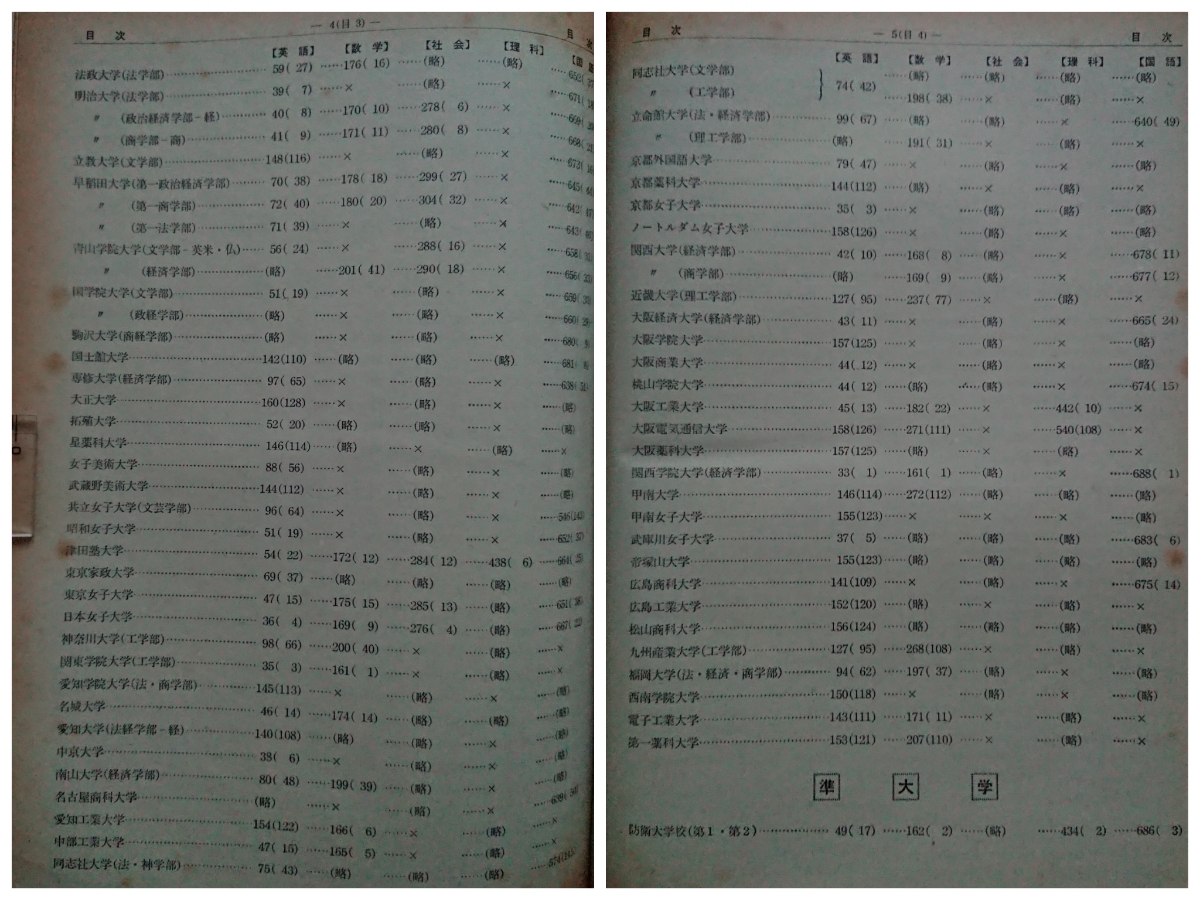 目 次 — 4(目 3) — 目 次
【英 語】 【数 学】 【社 会】 【理 科】
法政大学(法学部) 59( 27) 176( 16) (略) (略)
明治大学(法学部) 39( 7) × (略) ×
〃 (政治経済学部－経) 40( 8) 170( 10) 278( 6) ×
〃 (商学部－商) 41( 9) 171( 11) 280( 8) ×
立教大学(文学部) 148(116) × (略) ×
早稲田大学(第一政治経済学部) 70( 38) 178( 18) 299( 27) ×
〃 (第一商学部) 72( 40) 180( 20) 304( 32) ×
〃 (第一法学部) 71( 39) × (略) ×
青山学院大学(文学部－英米・仏) 56( 24) × 288( 16) ×
〃 (経済学部) (略) 201( 41) 290( 18) ×
国学院大学(文学部) 51( 19) × (略) ×
〃 (政経学部) (略) × (略) ×
駒沢大学(商経学部) (略) × (略) ×
国士館大学 142(110) (略) (略) (略)
専修大学(経済学部) 97( 65) × (略) ×
大正大学 160(128) × (略) × (略)
拓殖大学 52( 20) (略) (略) × (略)
星薬科大学 146(114) (略) × (略) ×
女子美術大学 88( 56) × (略) × (略)
武蔵野美術大学 144(112) × (略) × (略)
共立女子大学(文芸学部) 96( 64) × (略) ×
昭和女子大学 51( 19) × (略) ×
津田塾大学 54( 22) 172( 12) 284( 12) 438( 6)
東京家政大学 69( 37) (略) (略) (略) (略)
東京女子大学 47( 15) 175( 15) 285( 13) (略)
日本女子大学 36( 4) 169( 9) 276( 4) (略)
神奈川大学(工学部) 98( 66) 200( 40) × (略) ×
関東学院大学(工学部) 35( 3) 161( 1) × (略) ×
愛知学院大学(法・商学部) 145(113) × (略) × (略)
名城大学 46( 14) 174( 14) (略) (略) (略)
愛知大学(法経学部－経) 140(108) (略) (略) × (略)
中京大学 38( 6) × (略) × (略)
南山大学(経済学部) 80( 48) 199( 39) (略) × (略)
名古屋商科大学 (略) × (略) ×
愛知工業大学 154(122) 166( 6) × (略) ×
中部工業大学 47( 15) 165( 5) × (略) ×
同志社大学(法・神学部) 75( 43) (略) (略) (略)
目 次 — 5(目 4) — 目 次
【英 語】 【数 学】 【社 会】 【理 科】 【国 語】
同志社大学(文学部) (略) (略) (略) (略)
〃 (工学部) } 74( 42) 198( 38) × (略) ×
立命館大学(法・経済学部) 99( 67) (略) (略) × 640( 49)
〃 (理工学部) (略) 191( 31) × (略) ×
京都外国語大学 79( 47) × (略) × (略)
京都薬科大学 144(112) (略) × (略) ×
京都女子大学 35( 3) × (略) (略) (略)
ノートルダム女子大学 158(126) × (略) × (略)
関西大学(経済学部) 42( 10) 168( 8) (略) × 678( 11)
〃 (商学部) (略) 169( 9) (略) × 677( 12)
近畿大学(理工学部) 127( 95) 237( 77) × (略) ×
大阪経済大学(経済学部) 43( 11) × (略) × 665( 24)
大阪学院大学 157(125) × (略) × (略)
大阪商業大学 44( 12) × (略) × (略)
桃山学院大学 44( 12) (略) (略) × 674( 15)
大阪工業大学 45( 13) 182( 22) × 442( 10) ×
大阪電気通信大学 158(126) 271(111) × 540(108) ×
大阪薬科大学 157(125) (略) × (略) ×
関西学院大学(経済学部) 33( 1) 161( 1) (略) × 688( 1)
甲南大学 146(114) 272(112) (略) (略) (略)
甲南女子大学 155(123) × (略) × (略)
武庫川女子大学 37( 5) (略) (略) (略) 683( 6)
帝塚山大学 155(123) (略) (略) (略) (略)
広島商科大学 141(109) × (略) × 675( 14)
広島工業大学 152(120) (略) × (略) ×
松山商科大学 156(124) (略) (略) (略) (略)
九州産業大学(工学部) 127( 95) 268(108) × (略) ×
福岡大学(法・経済・商学部) 94( 62) 197( 37) (略) × (略)
西南学院大学 150(118) × (略) (略) (略)
電子工業大学 143(111) 171( 11) × (略) ×
第一薬科大学 153(121) 207(110) × (略) ×
準 大 学
防衛大学校(第1・第2) 49( 17) 162( 2) (略) 434( 2) 686( 3)